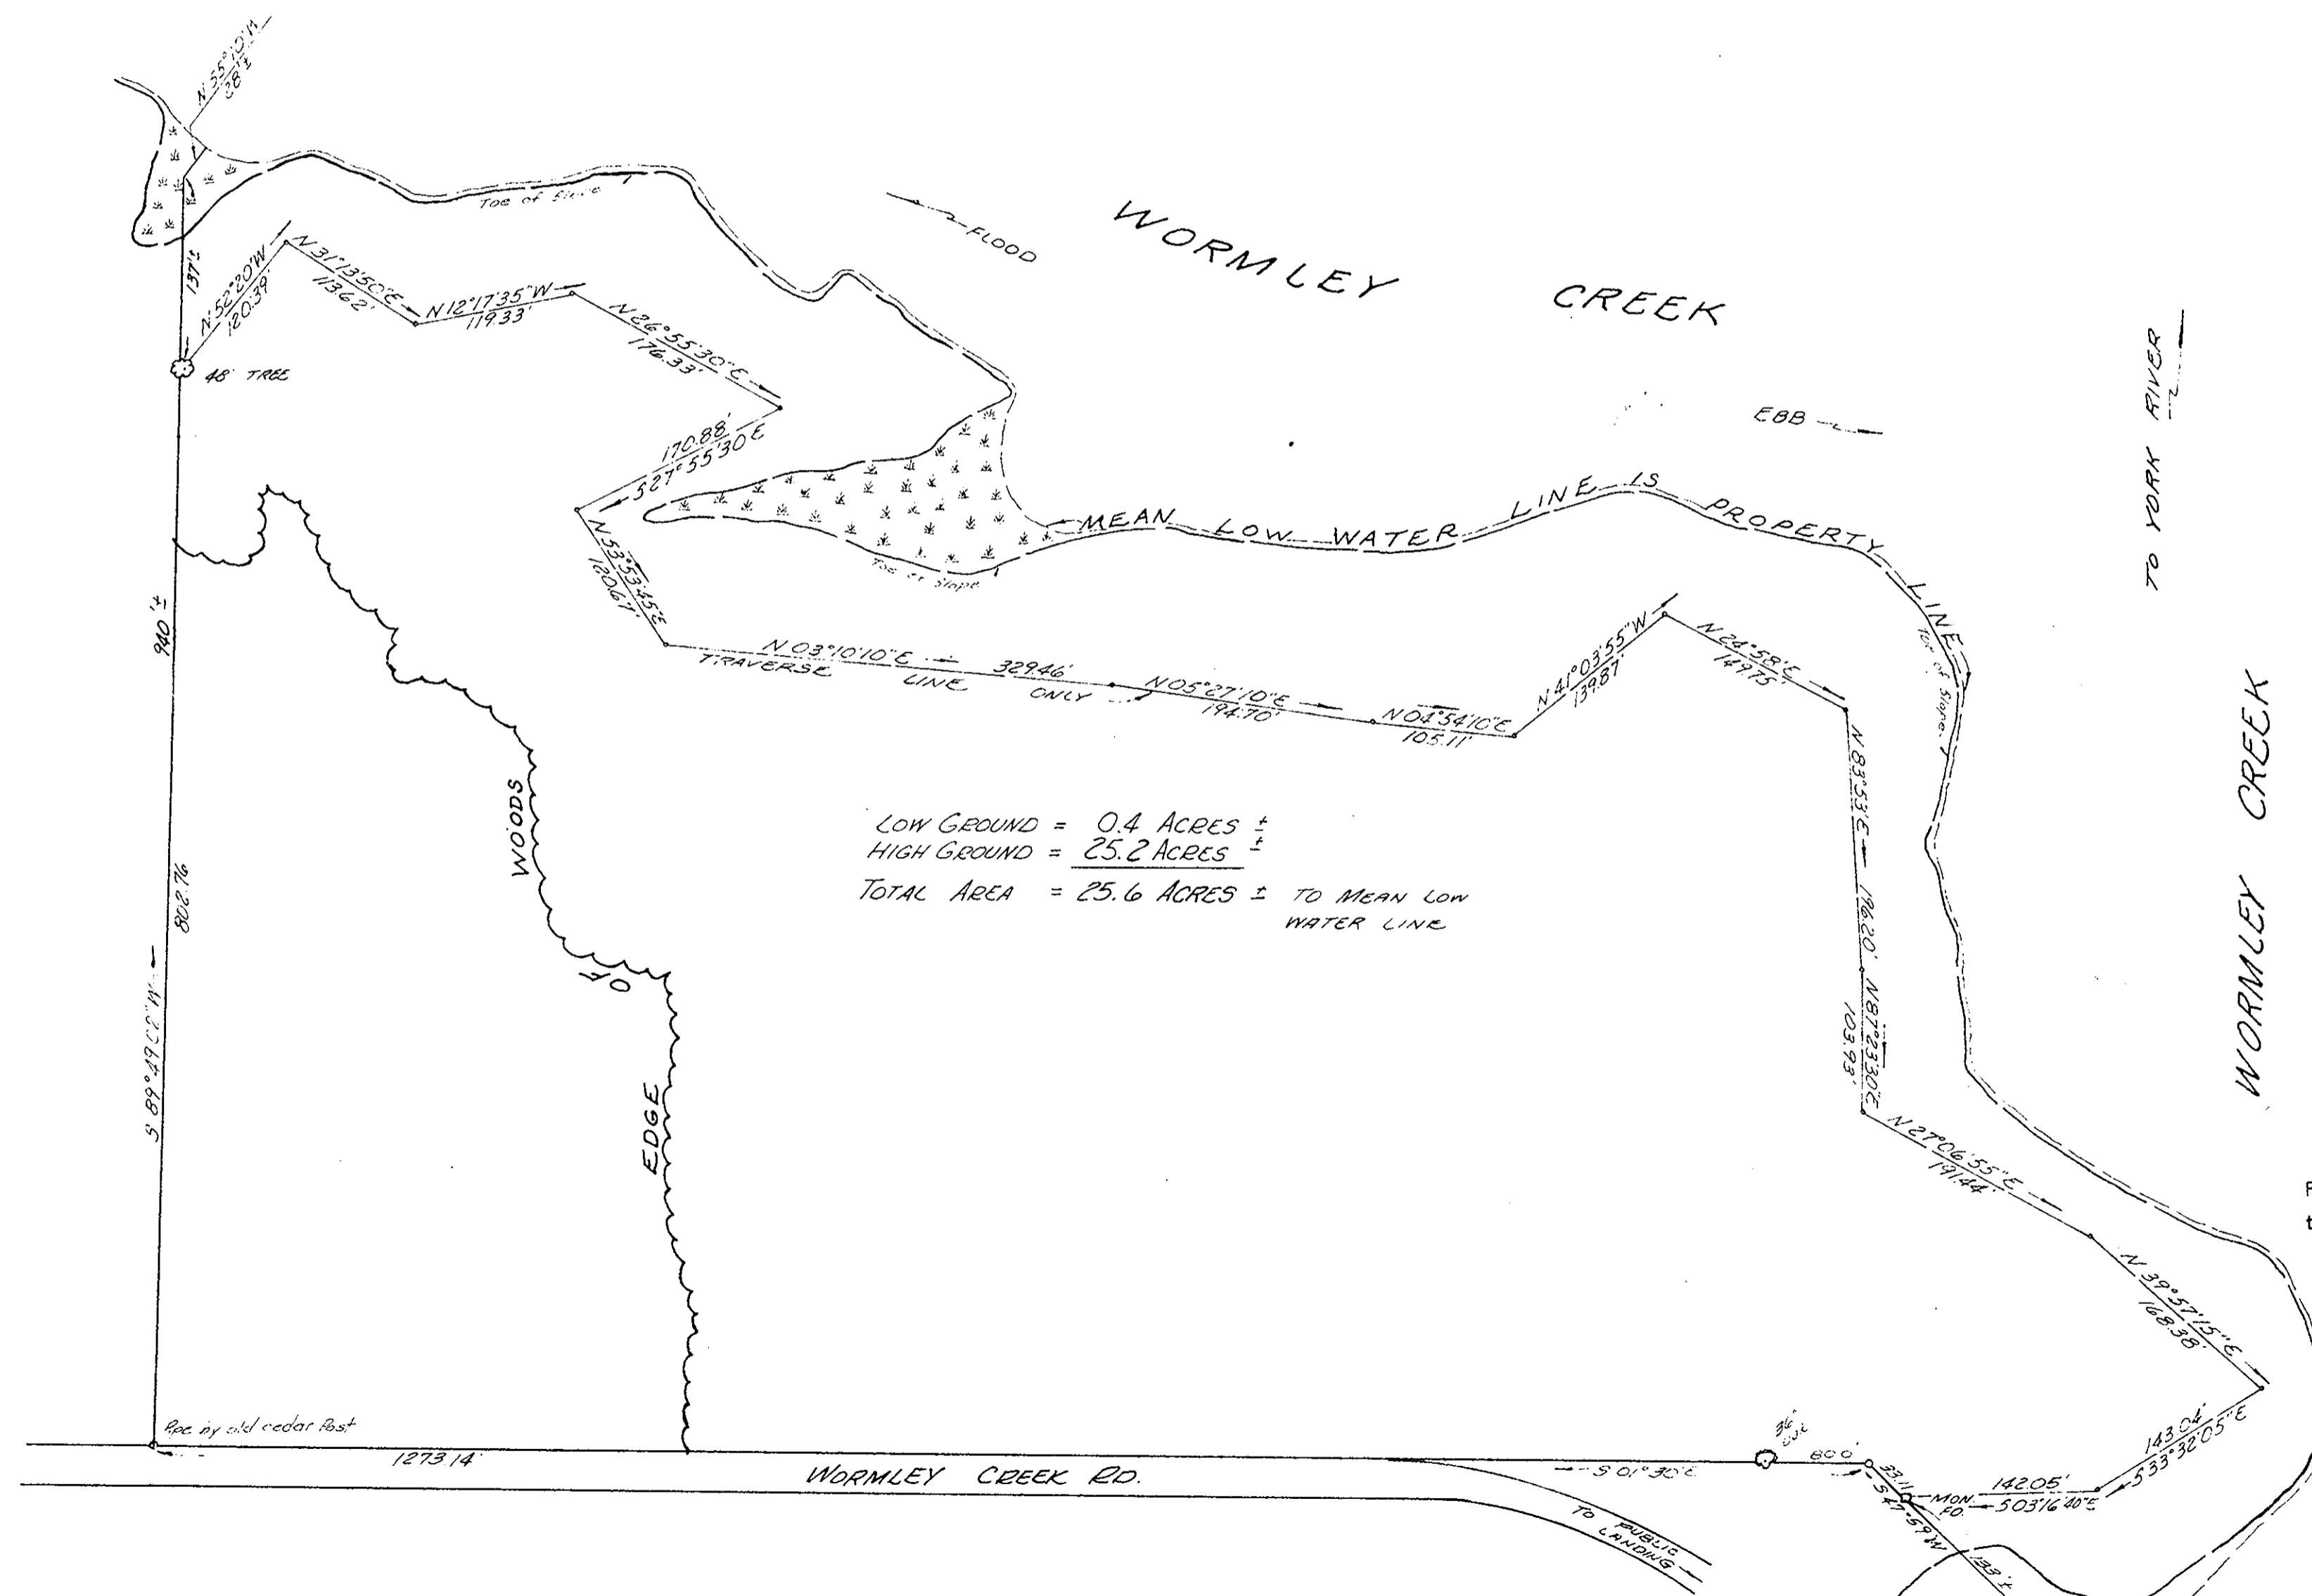 N 55°10' W
28'±
Toe of Slope
FLOOD
WORMLEY CREEK
137'±
N 52°20' W
120.39'
N 31°13'50" E
113.62'
N 12°17'35" W
119.33'
N 26°55'30" E
176.33'
48" TREE
TO YORK RIVER
EBB
170.88'
S 27°55'30 E
MEAN LOW WATER LINE IS PROPERTY LINE
Toe of Slope
N 53°53'45" E
120.67'
940'±
N 03°10'10" E 329.46'
TRAVERSE LINE ONLY
N 05°27'10" E
194.70'
N 04°54'10" E
105.11'
N 41°03'55" W
139.87'
N 24°58' E
149.75'
Toe of Slope
WORMLEY CREEK
N 83°53' E 196.20'
N 87°23'30" E
103.93'
LOW GROUND = 0.4 ACRES ±
HIGH GROUND = 25.2 ACRES ±
TOTAL AREA = 25.6 ACRES ± TO MEAN LOW
WATER LINE
802.76
S 89°49' W
EDGE OF WOODS
N 27°06'55" E
191.44'
N 39°57'15" E
168.38'
143.04'
S 33°32'05" E
142.05'
S 03°16'40" E
MON.
FD.
33.11
S 47°59' W
133'±
36"
80.0'
S 01°30' E
Pipe by old cedar Post
1273.14'
WORMLEY CREEK RD.
TO PUBLIC
LANDING